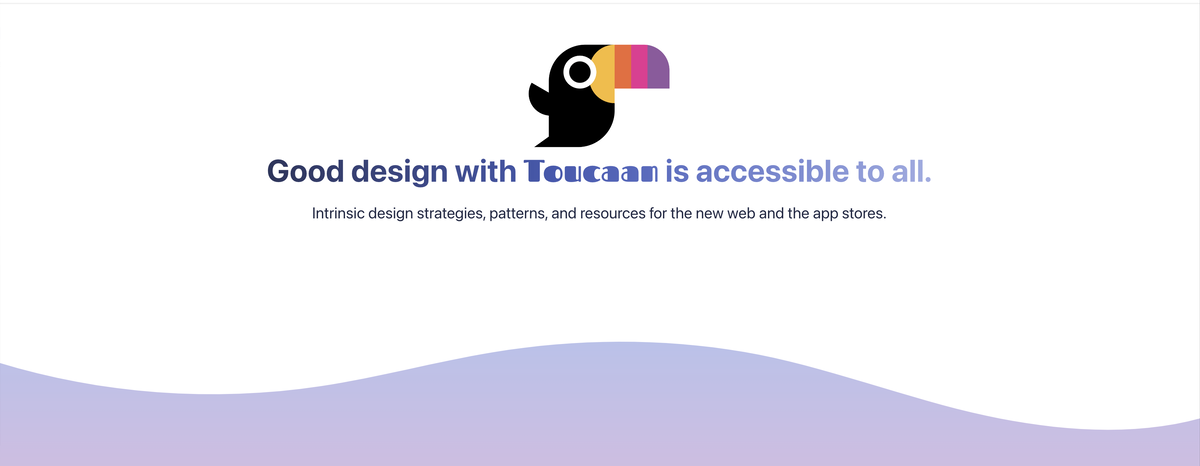 Good design with Toucaan is accessible to all.
Intrinsic design strategies, patterns, and resources for the new web and the app stores.